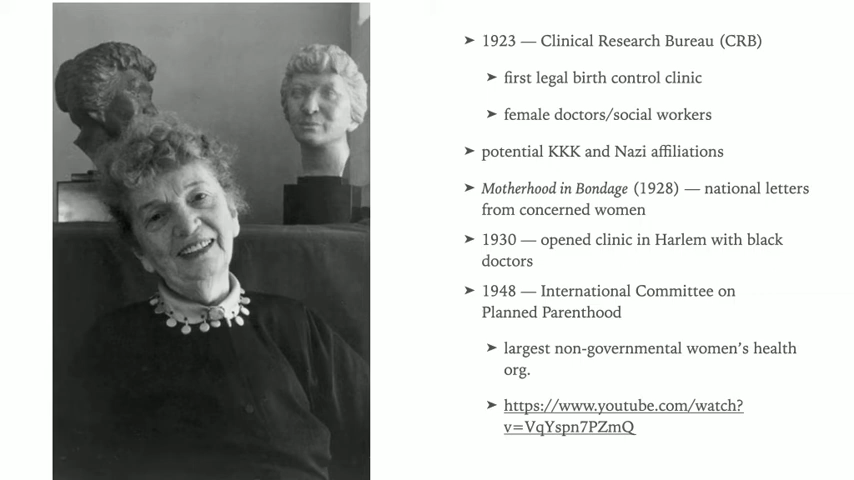 ➤ 1923 — Clinical Research Bureau (CRB)
➤ first legal birth control clinic
➤ female doctors/social workers
➤ potential KKK and Nazi affiliations
➤ Motherhood in Bondage (1928) — national letters
from concerned women
➤ 1930 — opened clinic in Harlem with black
doctors
➤ 1948 — International Committee on
Planned Parenthood
➤ largest non-governmental women’s health
org.
➤ https://www.youtube.com/watch?
v=VqYspn7PZmQ